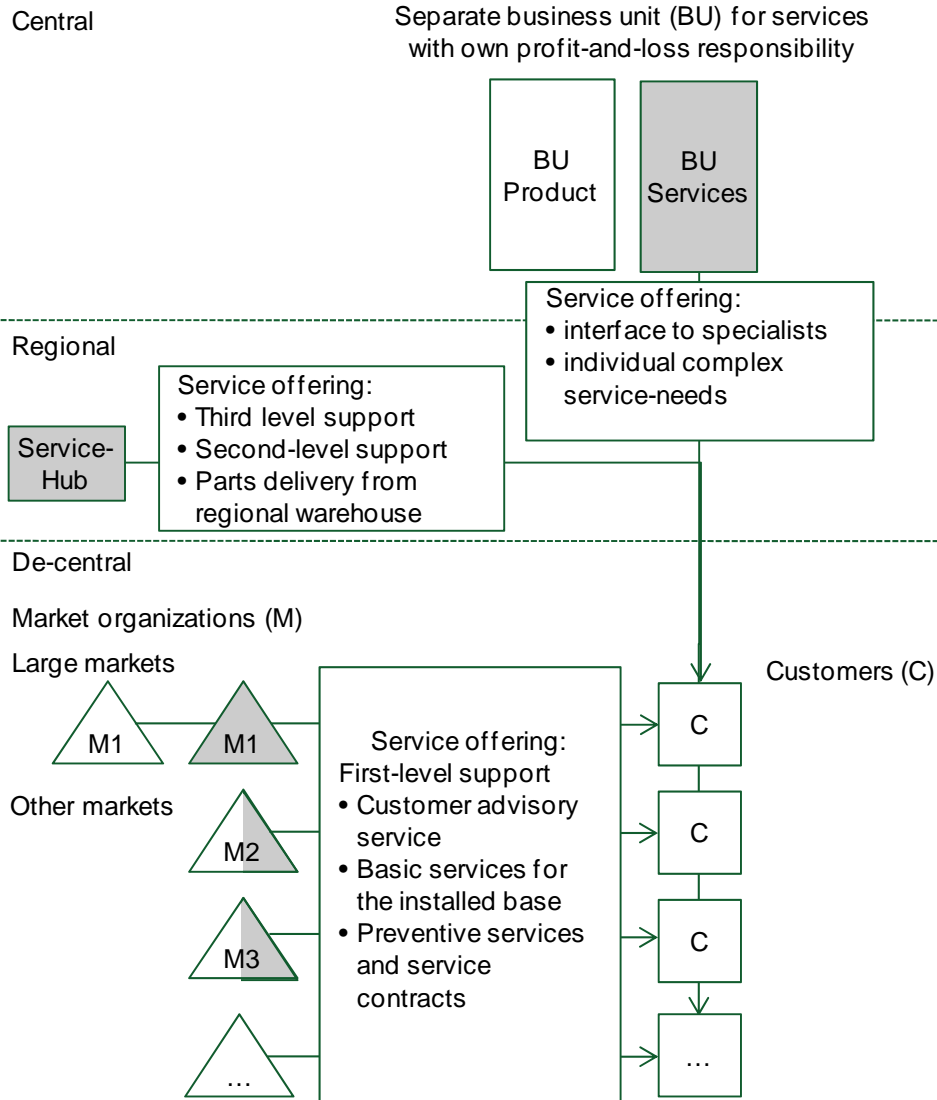 Central
Separate business unit (BU) for services
with own profit-and-loss responsibility
BU
Product
BU
Services
Service offering:
• interface to specialists
• individual complex
service-needs
Regional
Service offering:
• Third level support
• Second-level support
• Parts delivery from
regional warehouse
Service-
Hub
De-central
Market organizations (M)
Large markets
Customers (C)
M1
M1
Other markets
M2
M3
...
Service offering:
First-level support
• Customer advisory
service
• Basic services for
the installed base
• Preventive services
and service
contracts
C
C
C
...